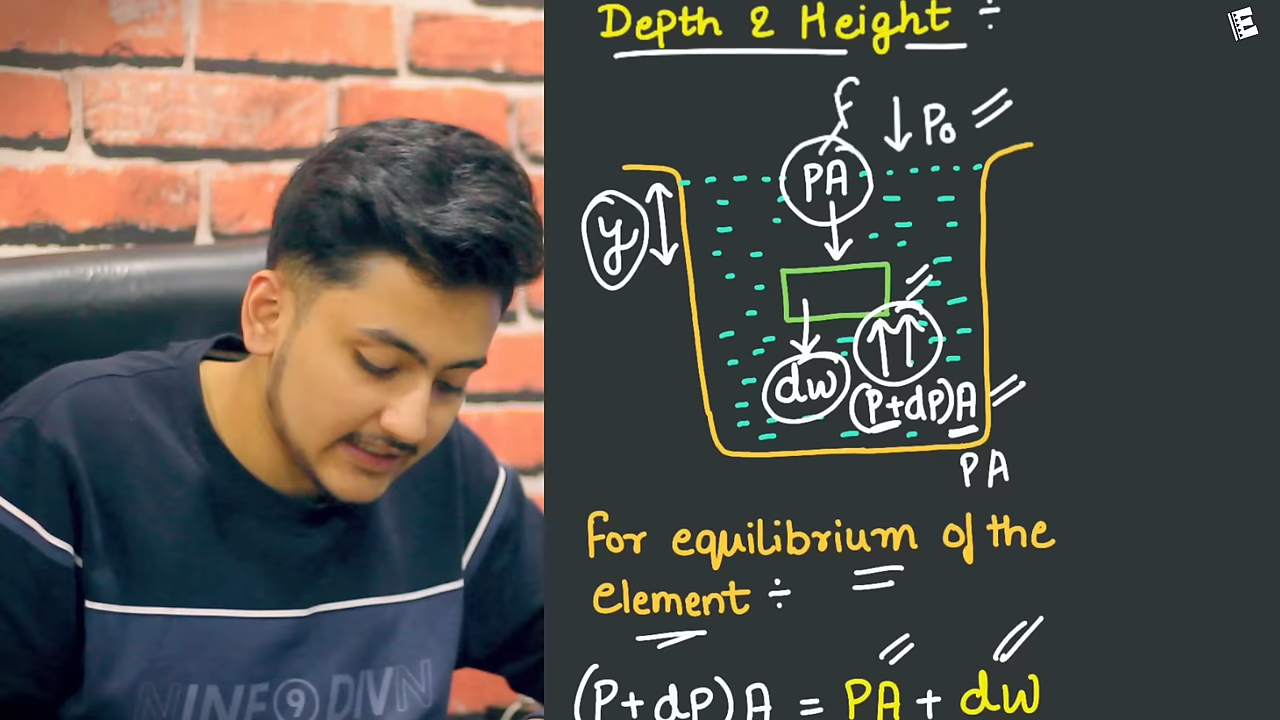 Depth & Height ÷
f
↓ P₀
PA
y
dw
(P+dP)A
PA
For equilibrium of the
element ÷
(P+dP)A = PA + dw
NINE 9 DIVN
E